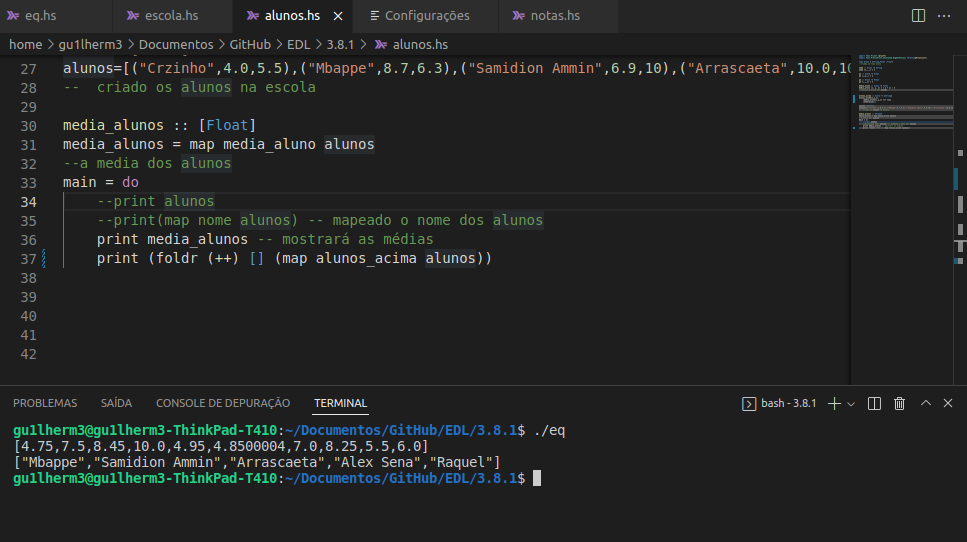 eq.hs escola.hs alunos.hs Configurações notas.hs
home > gu1lherm3 > Documentos > GitHub > EDL > 3.8.1 > alunos.hs
27 alunos=[("Crzinho",4.0,5.5),("Mbappe",8.7,6.3),("Samidion Ammin",6.9,10),("Arrascaeta",10.0,10
28 -- criado os alunos na escola
29
30 media_alunos :: [Float]
31 media_alunos = map media_aluno alunos
32 --a media dos alunos
33 main = do
34 --print alunos
35 --print(map nome alunos) -- mapeado o nome dos alunos
36 print media_alunos -- mostrará as médias
37 print (foldr (++) [] (map alunos_acima alunos))
38
39
40
41
42
PROBLEMAS SAÍDA CONSOLE DE DEPURAÇÃO TERMINAL bash - 3.8.1
gu1lherm3@gu1lherm3-ThinkPad-T410:~/Documentos/GitHub/EDL/3.8.1$ ./eq
[4.75,7.5,8.45,10.0,4.95,4.8500004,7.0,8.25,5.5,6.0]
["Mbappe","Samidion Ammin","Arrascaeta","Alex Sena","Raquel"]
gu1lherm3@gu1lherm3-ThinkPad-T410:~/Documentos/GitHub/EDL/3.8.1$